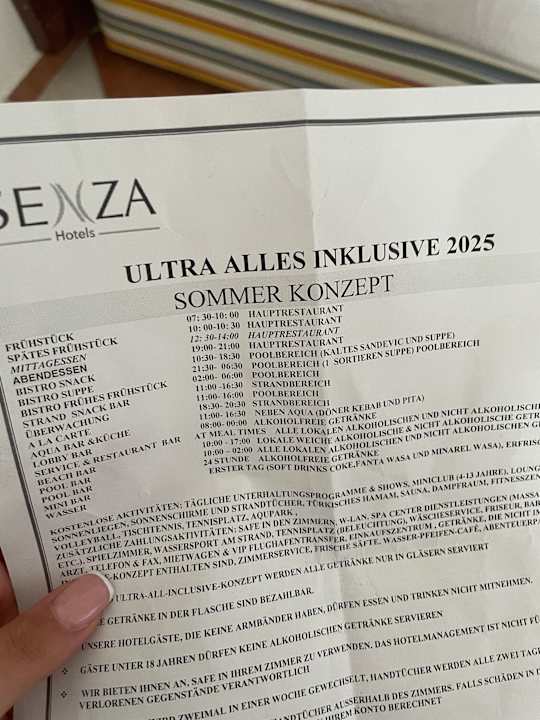 SENZA
Hotels
ULTRA ALLES INKLUSIVE 2025
SOMMER KONZEPT
FRÜHSTÜCK 07: 30-10: 00 HAUPTRESTAURANT
SPÄTES FRÜHSTÜCK 10: 00-10: 30 HAUPTRESTAURANT
MITTAGESSEN 12: 30-14:00 HAUPTRESTAURANT
ABENDESSEN 19:00- 21:00 HAUPTRESTAURANT
BISTRO SNACK 10:30- 18:30 POOLBEREICH (KALTES SANDEVIC UND SUPPE)
BISTRO SUPPE 21:30- 06:30 POOLBEREICH (1 SORTIEREN SUPPE) POOLBEREICH
BISTRO FRÜHES FRÜHSTÜCK 02:00- 06:00 POOLBEREICH
STRAND SNACK BAR 11:00 -16:30 STRANDBEREICH
ÜBERWACHUNG 11:00- 16:00 POOLBEREICH
A LA CARTE 18:30- 20:30 STRANDBEREICH
AQUA BAR &KÜCHE 11:00- 16:30 NEBEN AQUA (DÖNER KEBAB UND PITA)
LOBBY BAR 08:00- 00:00 ALKOHOLFREIE GETRÄNKE
SERVICE & RESTAURANT BAR AT MEAL TIMES ALLE LOKALEN ALKOHOLISCHEN UND NICHT ALKOHOLISCHE
BEACH BAR 10:00 - 17:00 LOKALE WEICHE ALKOHOLISCHE & NICHT ALKOHOLISCHE GE
POOL BAR 10:00 - 02:00 ALLE LOKALEN ALKOHOLISCHEN UND NICHT ALKOHOLISCHEN
POOL BAR 24 STUNDE ALKOHOLFREIE GETRÄNKE
MINI BAR ERSTER TAG (SOFT DRINKS COKE,FANTA WASA UND MINAREL WASA), ERFRISC
WASSER
KOSTENLOSE AKTIVITÄTEN: TÄGLICHE UNTERHALTUNGSPROGRAMME & SHOWS, MINICLUB (4-13 JAHRE), LOUNG
SONNENLIEGEN, SONNENSCHIRME UND STRANDTÜCHER, TÜRKISCHES HAMAM, SAUNA, DAMPFRAUM, FITNESSZEN
VOLLEYBALL, TISCHTENNIS, TENNISPLATZ, AQUAPARK
ZUSÄTZLICHE ZAHLUNGSAKTIVITÄTEN: SAFE IN DEN ZIMMERN, W-LAN, SPA CENTER DIENSTLEISTUNGEN (MASSA
ETC.), SPIELZIMMER, WASSERSPORT AM STRAND, TENNISPLATZ (BELEUCHTUNG), WÄSCHESERVICE, FRISEUR, BAB
ARZT, TELEFON & FAX, MIETWAGEN & VIP FLUGHAFENTRANSFER, EINKAUFSZENTRUM , GETRÄNKE, DIE NICHT IM
-KONZEPT ENTHALTEN SIND, ZIMMERSERVICE, FRISCHE SÄFTE, WASSER-PFEIFEN-CAFÉ, ABENTEUERPA
ULTRA-ALL-INCLUSIVE-KONZEPT WERDEN ALLE GETRÄNKE NUR IN GLÄSERN SERVIERT
GETRÄNKE IN DER FLASCHE SIND BEZAHLBAR.
UNSERE HOTELGÄSTE, DIE KEINE ARMBÄNDER HABEN, DÜRFEN ESSEN UND TRINKEN NICHT MITNEHMEN.
GÄSTE UNTER 18 JAHREN DÜRFEN KEINE ALKOHOLISCHEN GETRÄNKE SERVIEREN
WIR BIETEN IHNEN AN, SAFE IN IHREM ZIMMER ZU VERWENDEN. DAS HOTELMANAGEMENT IST NICHT FÜ
VERLORENEN GEGENSTÄNDE VERANTWORTLICH
ZWEIMAL IN EINER WOCHE GEWECHSELT, HANDTÜCHER WERDEN ALLE ZWEI TAG
HANDTÜCHER AUSSERHALB DES ZIMMERS. FALLS SCHÄDEN IN D
IHREM KONTO BERECHNET